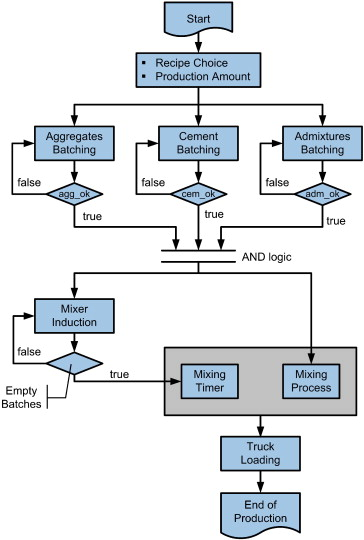 Start
▪ Recipe Choice
▪ Production Amount
Aggregates
Batching
Cement
Batching
Admixtures
Batching
false
agg_ok
true
false
cem_ok
true
false
adm_ok
true
AND logic
Mixer
Induction
false
true
Empty
Batches
Mixing
Timer
Mixing
Process
Truck
Loading
End of
Production